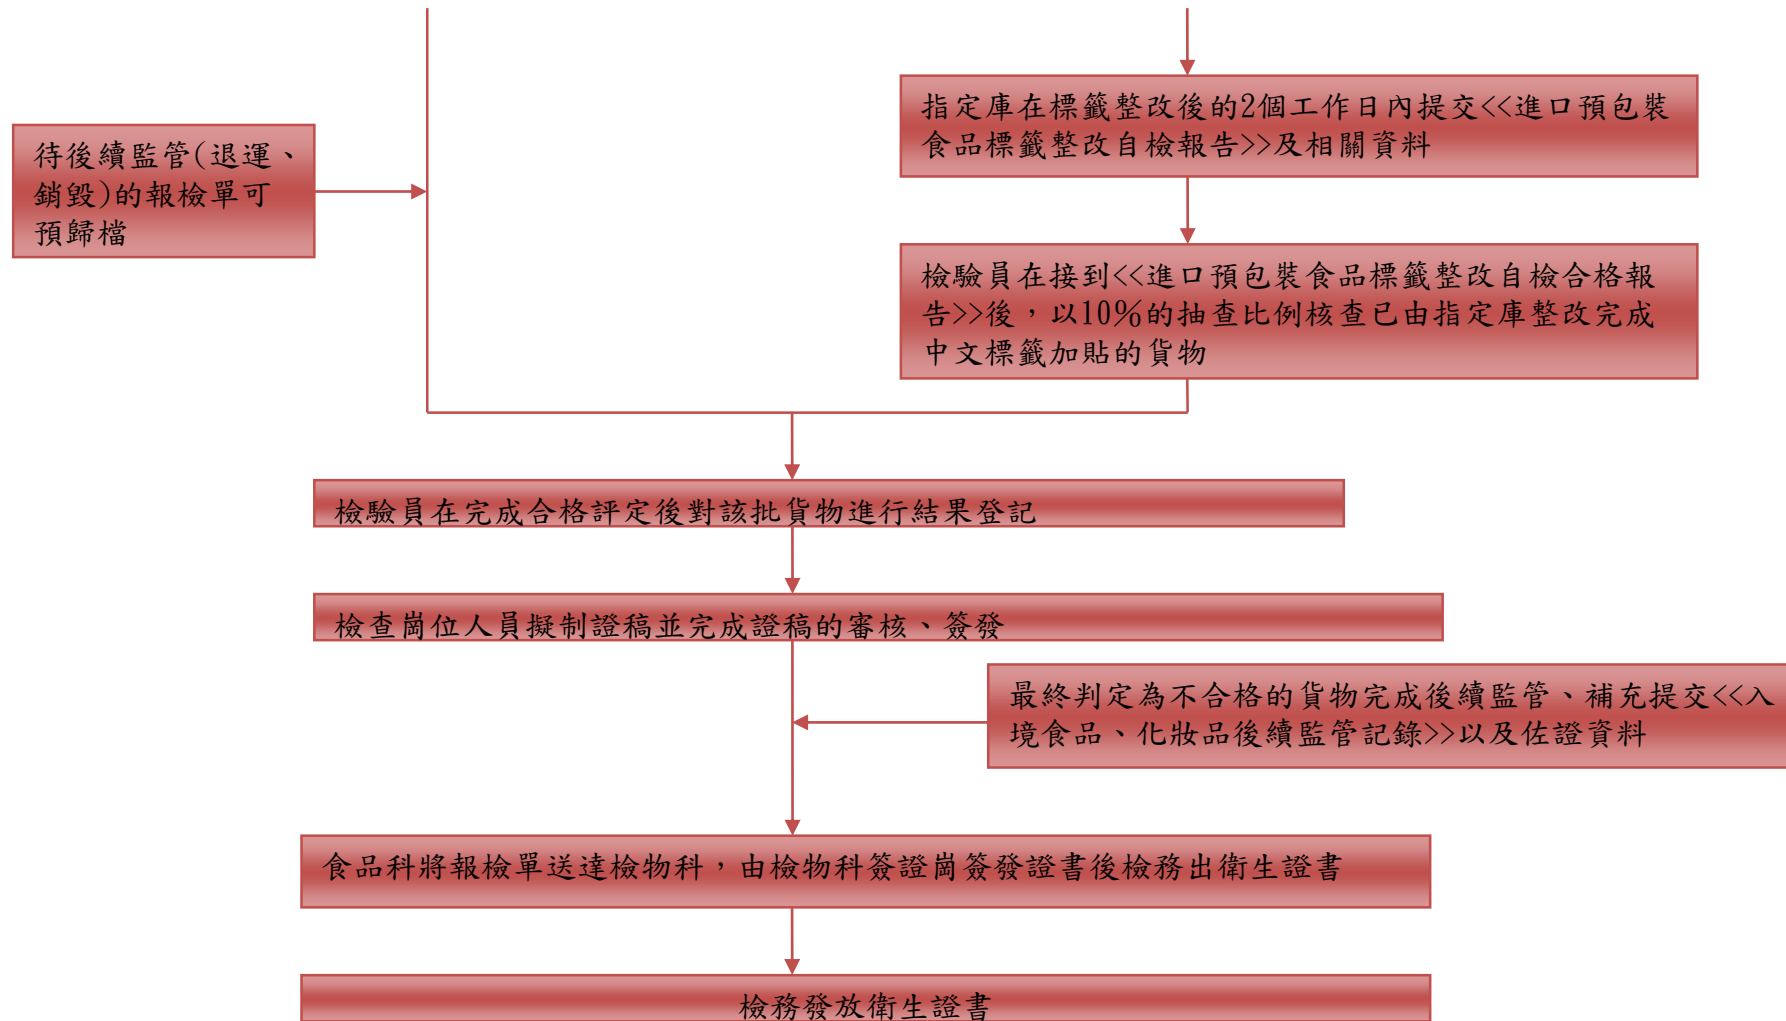 指定庫在標籤整改後的2個工作日內提交<<進口預包裝
食品標籤整改自檢報告>>及相關資料
待後續監管(退運、
銷毀)的報檢單可
預歸檔
檢驗員在接到<<進口預包裝食品標籤整改自檢合格報
告>>後，以10%的抽查比例核查已由指定庫整改完成
中文標籤加貼的貨物
檢驗員在完成合格評定後對該批貨物進行結果登記
檢查崗位人員擬制證稿並完成證稿的審核、簽發
最終判定為不合格的貨物完成後續監管、補充提交<<入
境食品、化妝品後續監管記錄>>以及佐證資料
食品科將報檢單送達檢物科，由檢物科簽證崗簽發證書後檢務出衛生證書
檢務發放衛生證書